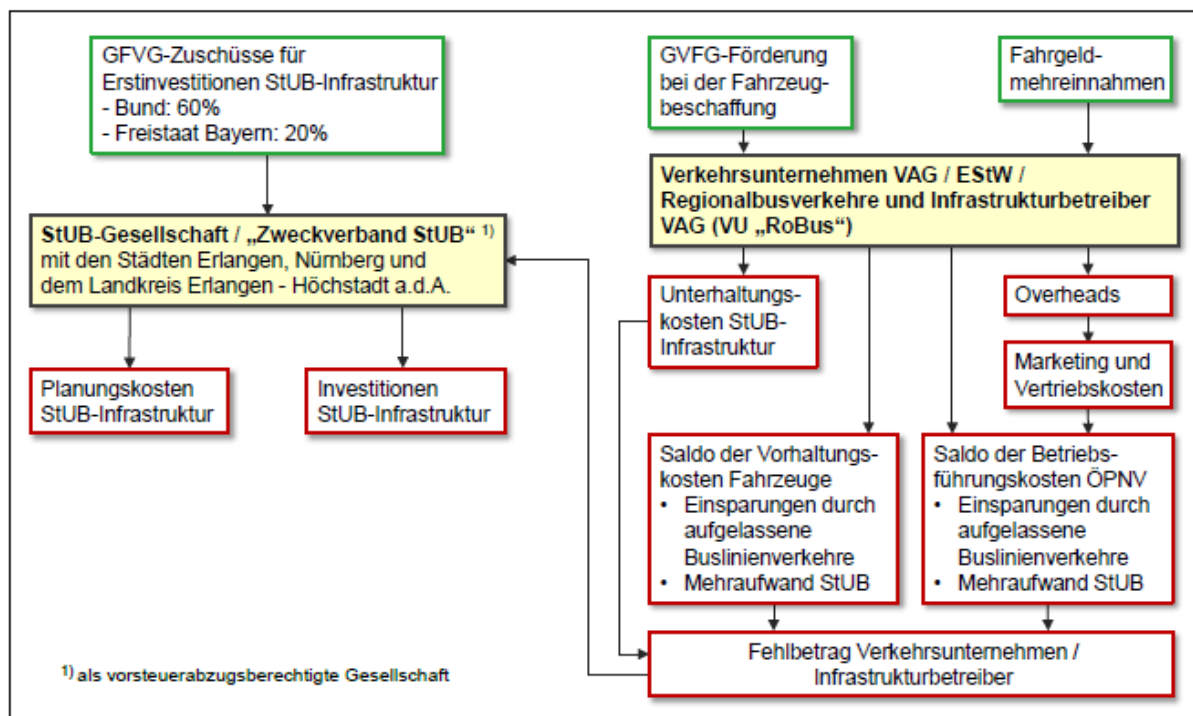 GFVG-Zuschüsse für
Erstinvestitionen StUB-Infrastruktur
- Bund: 60%
- Freistaat Bayern: 20%
GVFG-Förderung
bei der Fahrzeug-
beschaffung
Fahrgeld-
mehreinnahmen
Verkehrsunternehmen VAG / EStW /
Regionalbusverkehre und Infrastrukturbetreiber
VAG (VU „RoBus“)
StUB-Gesellschaft / „Zweckverband StUB“ 1)
mit den Städten Erlangen, Nürnberg und
dem Landkreis Erlangen - Höchstadt a.d.A.
Unterhaltungs-
kosten StUB-
Infrastruktur
Overheads
Marketing und
Vertriebskosten
Planungskosten
StUB-Infrastruktur
Investitionen
StUB-Infrastruktur
Saldo der Vorhaltungs-
kosten Fahrzeuge
• Einsparungen durch
aufgelassene
Buslinienverkehre
• Mehraufwand StUB
Saldo der Betriebs-
führungskosten ÖPNV
• Einsparungen durch
aufgelassene
Buslinienverkehre
• Mehraufwand StUB
Fehlbetrag Verkehrsunternehmen /
Infrastrukturbetreiber
1) als vorsteuerabzugsberechtigte Gesellschaft